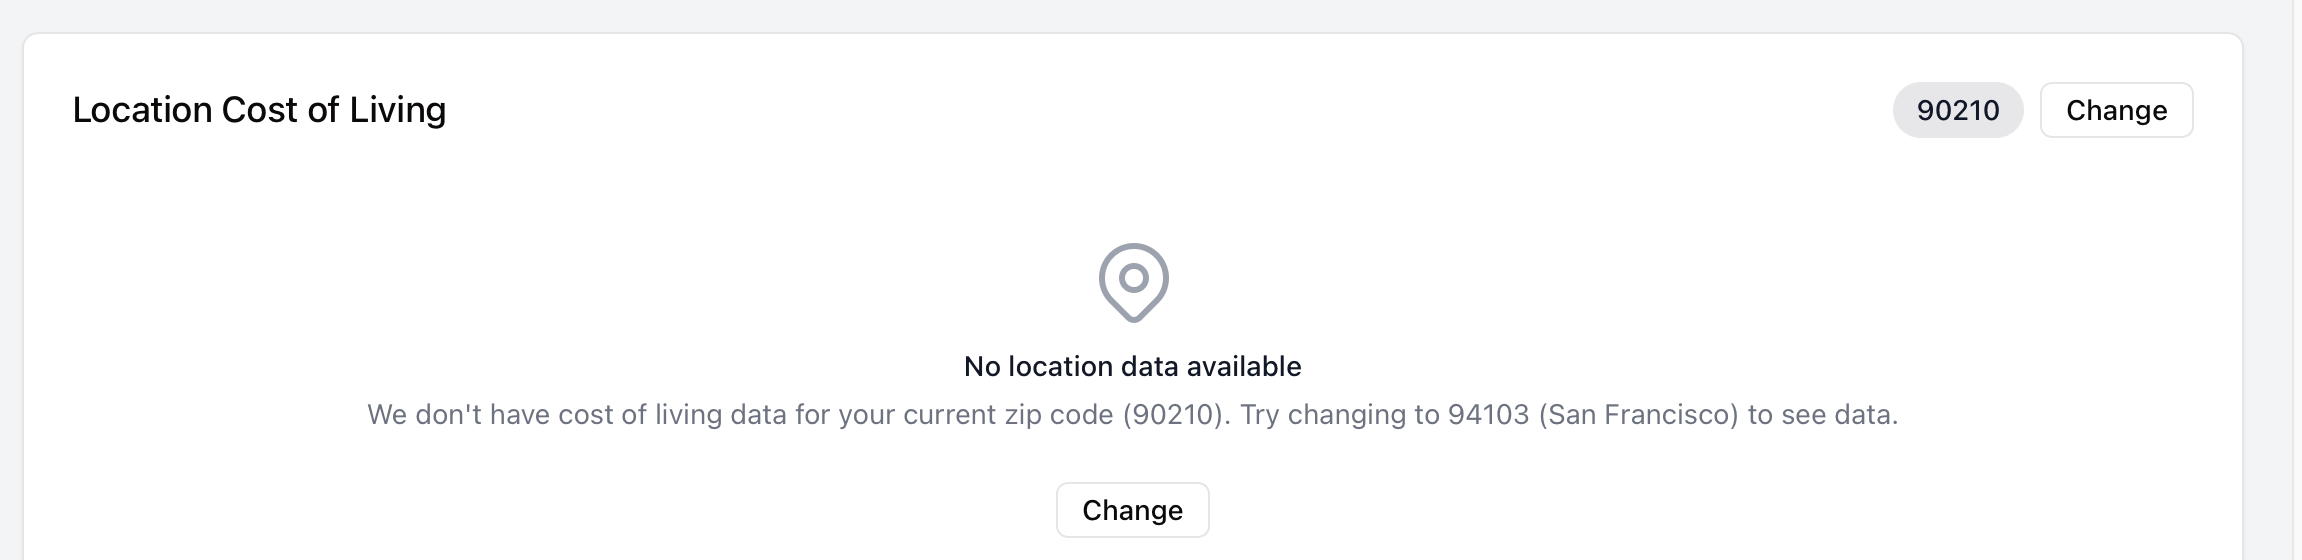 Location Cost of Living
90210
Change
No location data available
We don't have cost of living data for your current zip code (90210). Try changing to 94103 (San Francisco) to see data.
Change